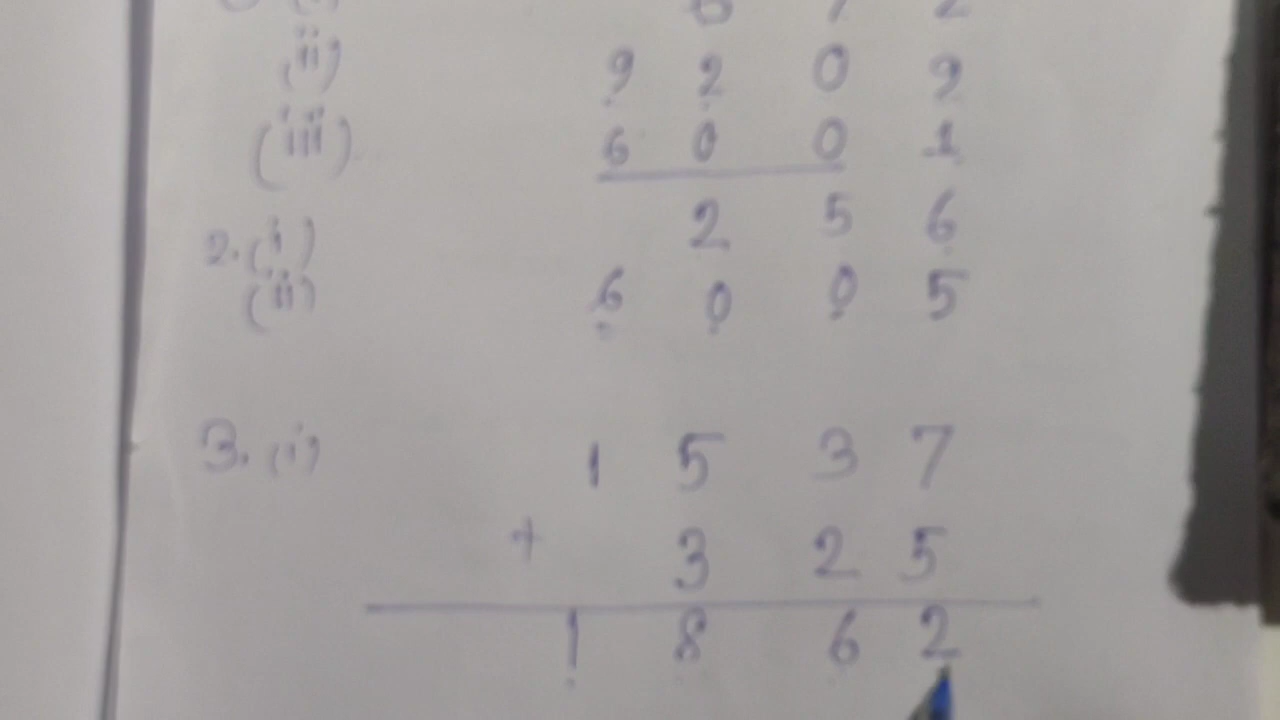 (ii) 9 2 0 9
(iii) 6 0 0 1
2. (i) 2 5 6
(ii) 6 0 0 5
3. (i) 1 5 3 7
+ 3 2 5
1 8 6 2